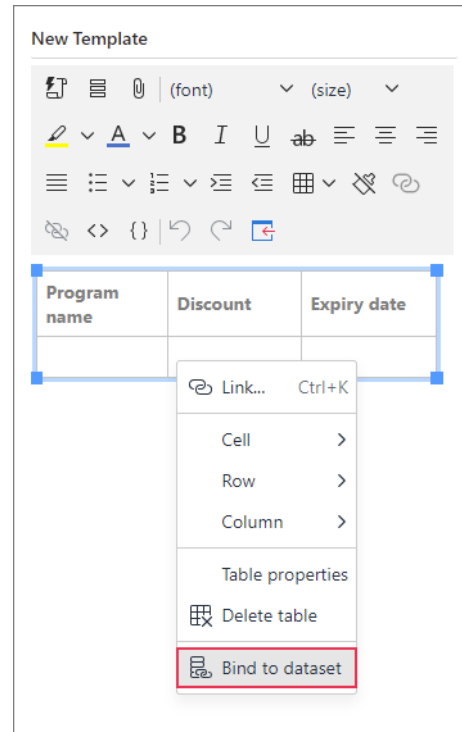 New Template
(font) (size)
A B I U ab
<> {}
Program name Discount Expiry date
Link... Ctrl+K
Cell
Row
Column
Table properties
Delete table
Bind to dataset